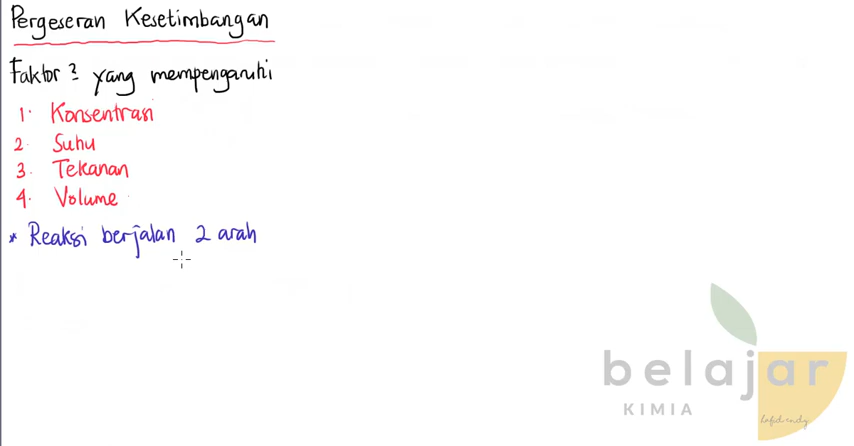 Pergeseran Kesetimbangan
Faktor ² yang mempengaruhi
1. Konsentrasi
2. Suhu
3. Tekanan
4. Volume
* Reaksi berjalan 2 arah
belajar
KIMIA